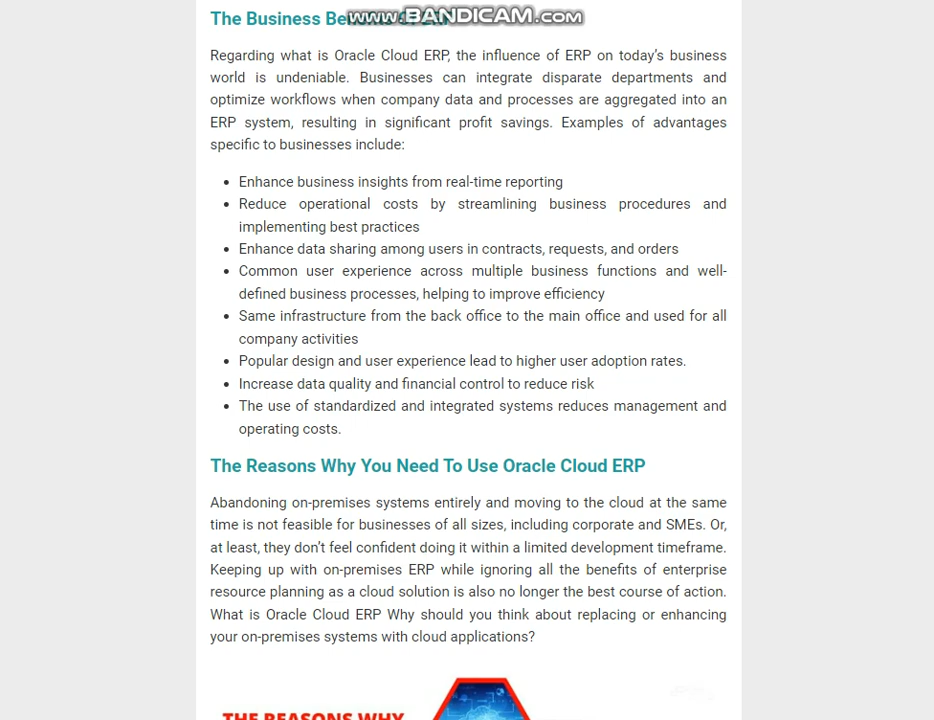 www.BANDICAM.com
The Business Benefits Of ERP
Regarding what is Oracle Cloud ERP, the influence of ERP on today’s business
world is undeniable. Businesses can integrate disparate departments and
optimize workflows when company data and processes are aggregated into an
ERP system, resulting in significant profit savings. Examples of advantages
specific to businesses include:
• Enhance business insights from real-time reporting
• Reduce operational costs by streamlining business procedures and
implementing best practices
• Enhance data sharing among users in contracts, requests, and orders
• Common user experience across multiple business functions and well-
defined business processes, helping to improve efficiency
• Same infrastructure from the back office to the main office and used for all
company activities
• Popular design and user experience lead to higher user adoption rates.
• Increase data quality and financial control to reduce risk
• The use of standardized and integrated systems reduces management and
operating costs.
The Reasons Why You Need To Use Oracle Cloud ERP
Abandoning on-premises systems entirely and moving to the cloud at the same
time is not feasible for businesses of all sizes, including corporate and SMEs. Or,
at least, they don’t feel confident doing it within a limited development timeframe.
Keeping up with on-premises ERP while ignoring all the benefits of enterprise
resource planning as a cloud solution is also no longer the best course of action.
What is Oracle Cloud ERP Why should you think about replacing or enhancing
your on-premises systems with cloud applications?
THE REASONS WHY